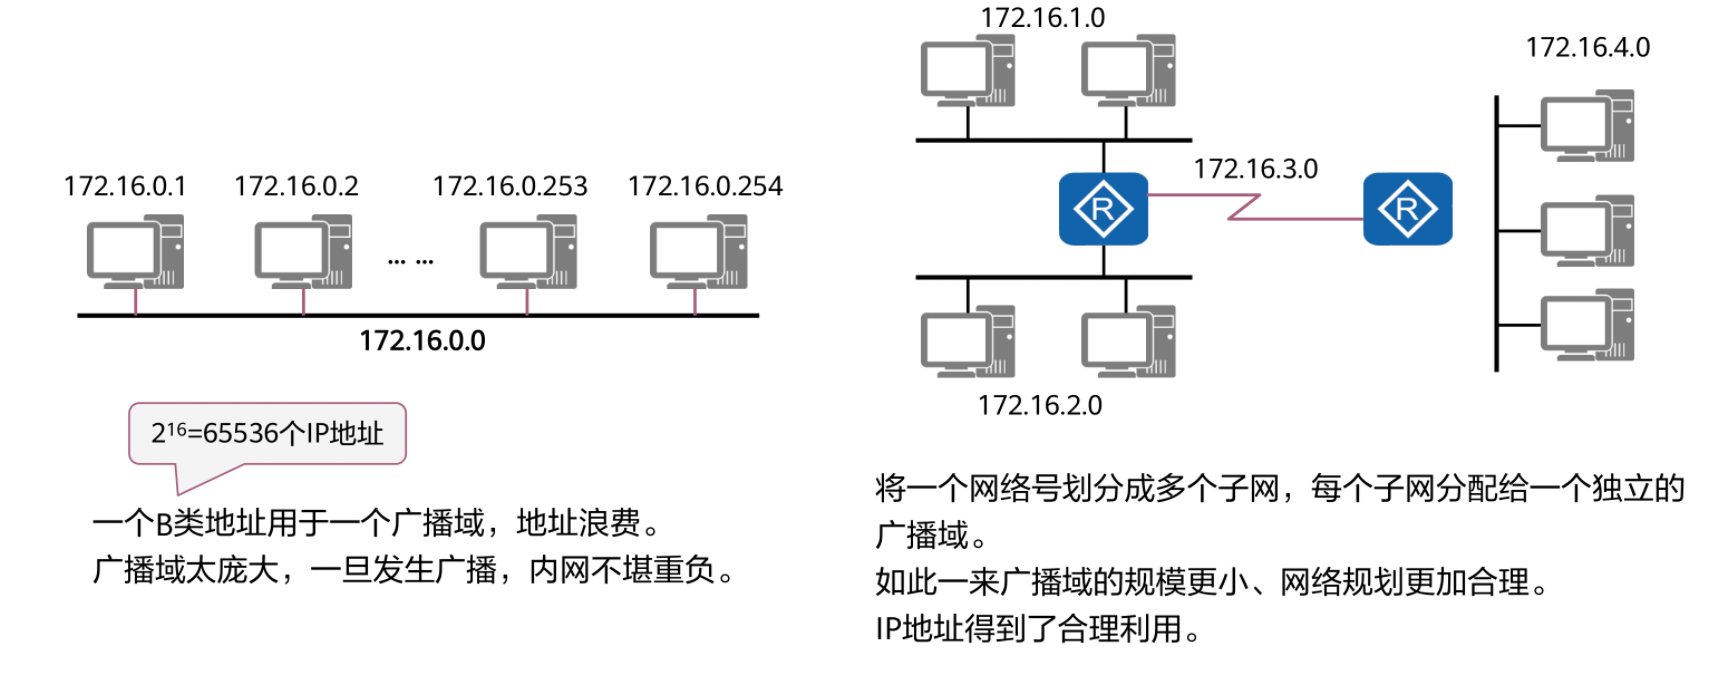 172.16.0.1
172.16.0.2
... ...
172.16.0.253
172.16.0.254
172.16.0.0
2¹⁶=65536个IP地址
一个B类地址用于一个广播域，地址浪费。
广播域太庞大，一旦发生广播，内网不堪重负。
172.16.1.0
172.16.4.0
172.16.3.0
R
R
172.16.2.0
将一个网络号划分成多个子网，每个子网分配给一个独立的
广播域。
如此一来广播域的规模更小、网络规划更加合理。
IP地址得到了合理利用。